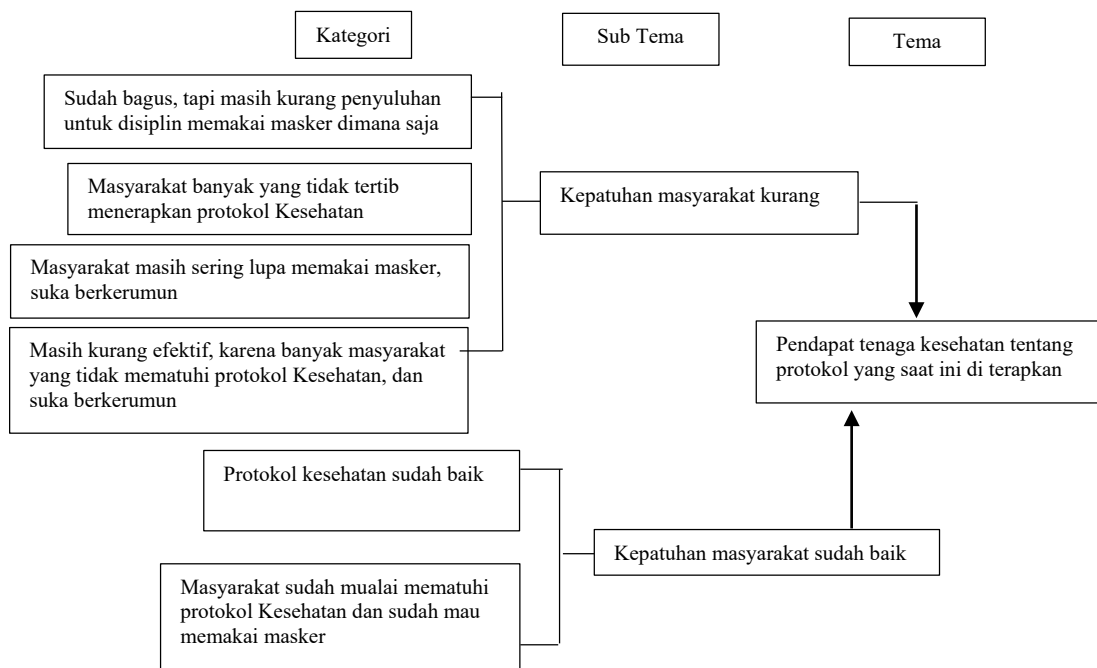 Kategori
Sub Tema
Tema
Sudah bagus, tapi masih kurang penyuluhan
untuk disiplin memakai masker dimana saja
Masyarakat banyak yang tidak tertib
menerapkan protokol Kesehatan
Masyarakat masih sering lupa memakai masker,
suka berkerumun
Masih kurang efektif, karena banyak masyarakat
yang tidak mematuhi protokol Kesehatan, dan
suka berkerumun
Kepatuhan masyarakat kurang
Pendapat tenaga kesehatan tentang
protokol yang saat ini di terapkan
Protokol kesehatan sudah baik
Masyarakat sudah mualai mematuhi
protokol Kesehatan dan sudah mau
memakai masker
Kepatuhan masyarakat sudah baik